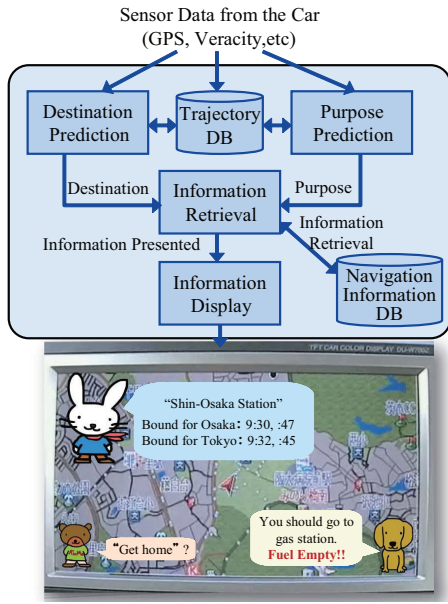 Sensor Data from the Car
(GPS, Veracity,etc)
Destination
Prediction
Trajectory
DB
Purpose
Prediction
Destination
Information
Retrieval
Purpose
Information
Retrieval
Information Presented
Information
Display
Navigation
Information
DB
TFT CAR COLOR DISPLAY DU-W7002
“Shin-Osaka Station”
Bound for Osaka: 9:30, :47
Bound for Tokyo: 9:32, :45
“Get home” ?
You should go to
gas station.
Fuel Empty!!